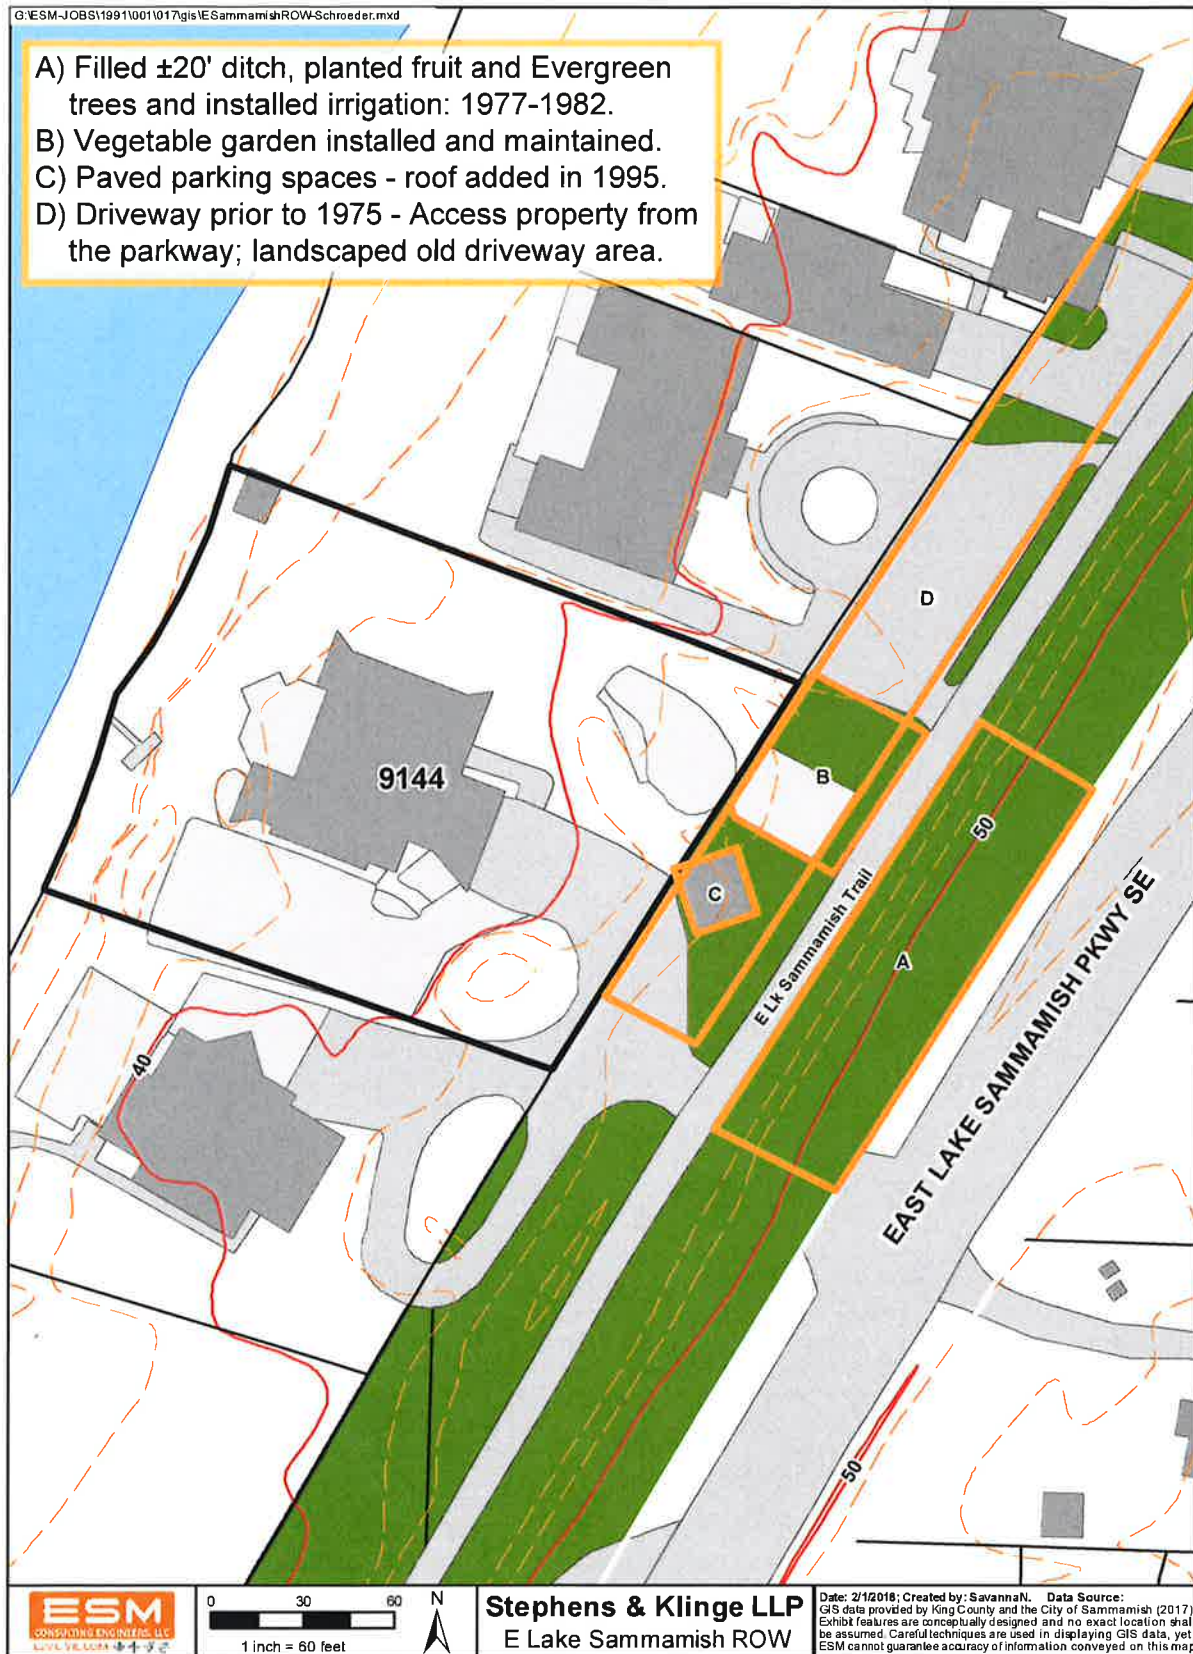 G:\ESM-JOBS\1991\001\017\gis\ESammamishROW-Schroeder.mxd
A) Filled ±20' ditch, planted fruit and Evergreen
trees and installed irrigation: 1977-1982.
B) Vegetable garden installed and maintained.
C) Paved parking spaces - roof added in 1995.
D) Driveway prior to 1975 - Access property from
the parkway; landscaped old driveway area.
D
9144
B
50
C
E Lk Sammamish Trail
A
EAST LAKE SAMMAMISH PKWY SE
40
50
ESM
CONSULTING ENGINEERS, LLC
0 30 60
1 inch = 60 feet
N
Stephens & Klinge LLP
E Lake Sammamish ROW
Date: 2/1/2018; Created by: SavannaN. Data Source:
GIS data provided by King County and the City of Sammamish (2017)
Exhibit features are conceptually designed and no exact location shal
be assumed. Careful techniques are used in displaying GIS data, yet
ESM cannot guarantee accuracy of information conveyed on this map